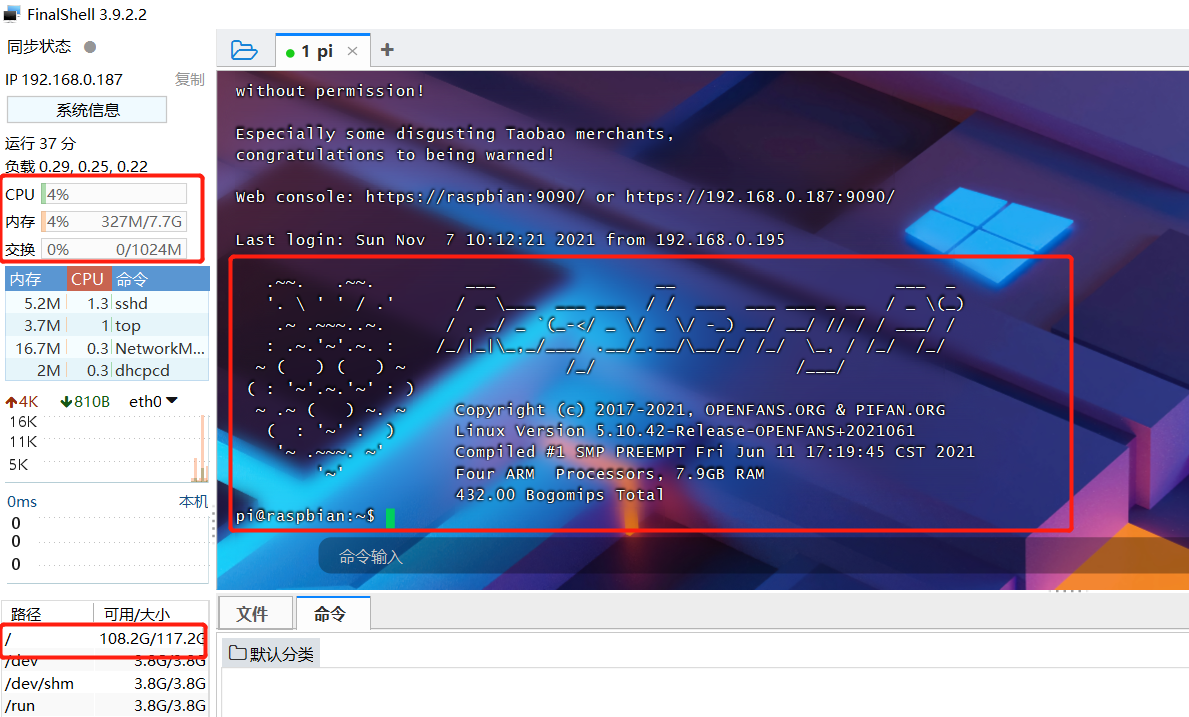 FinalShell 3.9.2.2
同步状态
IP 192.168.0.187 复制
系统信息
运行 37 分
负载 0.29, 0.25, 0.22
CPU 4%
内存 4% 327M/7.7G
交换 0% 0/1024M
内存 CPU 命令
5.2M 1.3 sshd
3.7M 1 top
16.7M 0.3 NetworkM...
2M 0.3 dhcpcd
4K 810B eth0
16K
11K
5K
0ms 本机
0
0
0
路径 可用/大小
/ 108.2G/117.2G
/dev 3.8G/3.8G
/dev/shm 3.8G/3.8G
/run 3.8G/3.8G
1 pi × +
without permission!
Especially some disgusting Taobao merchants,
congratulations to being warned!
Web console: https://raspbian:9090/ or https://192.168.0.187:9090/
Last login: Sun Nov  7 10:12:21 2021 from 192.168.0.195
Copyright (c) 2017-2021, OPENFANS.ORG & PIFAN.ORG
Linux Version 5.10.42-Release-OPENFANS+2021061
Compiled #1 SMP PREEMPT Fri Jun 11 17:19:45 CST 2021
Four ARM  Processors, 7.9GB RAM
432.00 Bogomips Total
pi@raspbian:~$
命令输入
文件 命令
默认分类